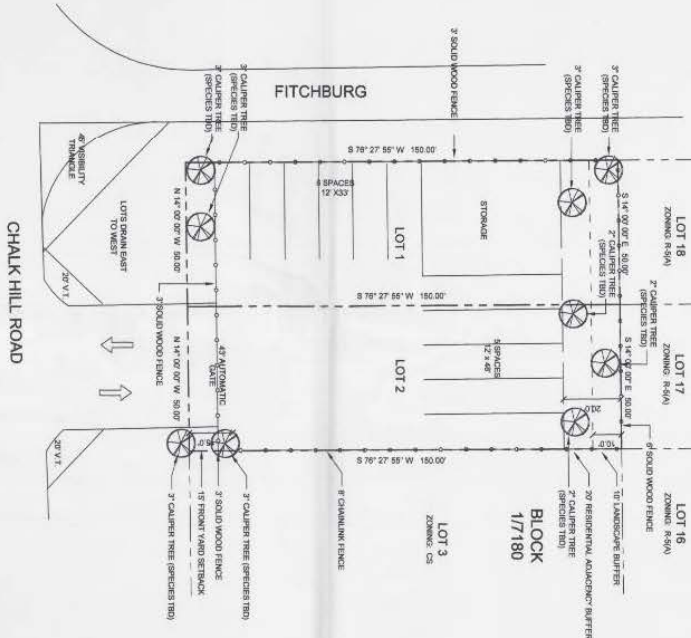 LOT 18
ZONING: R-5(A)
LOT 17
ZONING: R-5(A)
LOT 16
ZONING: R-5(A)
3" CALIPER TREE
(SPECIES TBD)
3" CALIPER TREE
(SPECIES TBD)
2" CALIPER TREE
(SPECIES TBD)
2" CALIPER TREE
(SPECIES TBD)
S 14° 00' 00" E 50.00'
S 14° 00' 00" E 50.00'
6' SOLID WOOD FENCE
20.0'
10.0'
10' LANDSCAPE BUFFER
20' RESIDENTIAL ADJACENCY BUFFER
2" CALIPER TREE
(SPECIES TBD)
BLOCK
1/7180
3' SOLID WOOD FENCE
FITCHBURG
S 76° 27' 55" W 150.00'
STORAGE
6 SPACES
12' X33'
LOT 1
S 76° 27' 55" W 150.00'
5 SPACES
12' x 48'
LOT 2
S 76° 27' 55" W 150.00'
LOT 3
ZONING: CS
8' CHAINLINK FENCE
3" CALIPER TREE
(SPECIES TBD)
3" CALIPER TREE
(SPECIES TBD)
N 14° 00' 00" W 50.00'
3' SOLID WOOD FENCE
N 14° 00' 00" W 50.00'
43' AUTOMATIC
GATE
3" CALIPER TREE (SPECIES TBD)
3' SOLID WOOD FENCE
15' FRONT YARD SETBACK
3" CALIPER TREE (SPECIES TBD)
45' VISIBILITY
TRIANGLE
LOTS DRAIN EAST
TO WEST
20' V.T.
20' V.T.
CHALK HILL ROAD